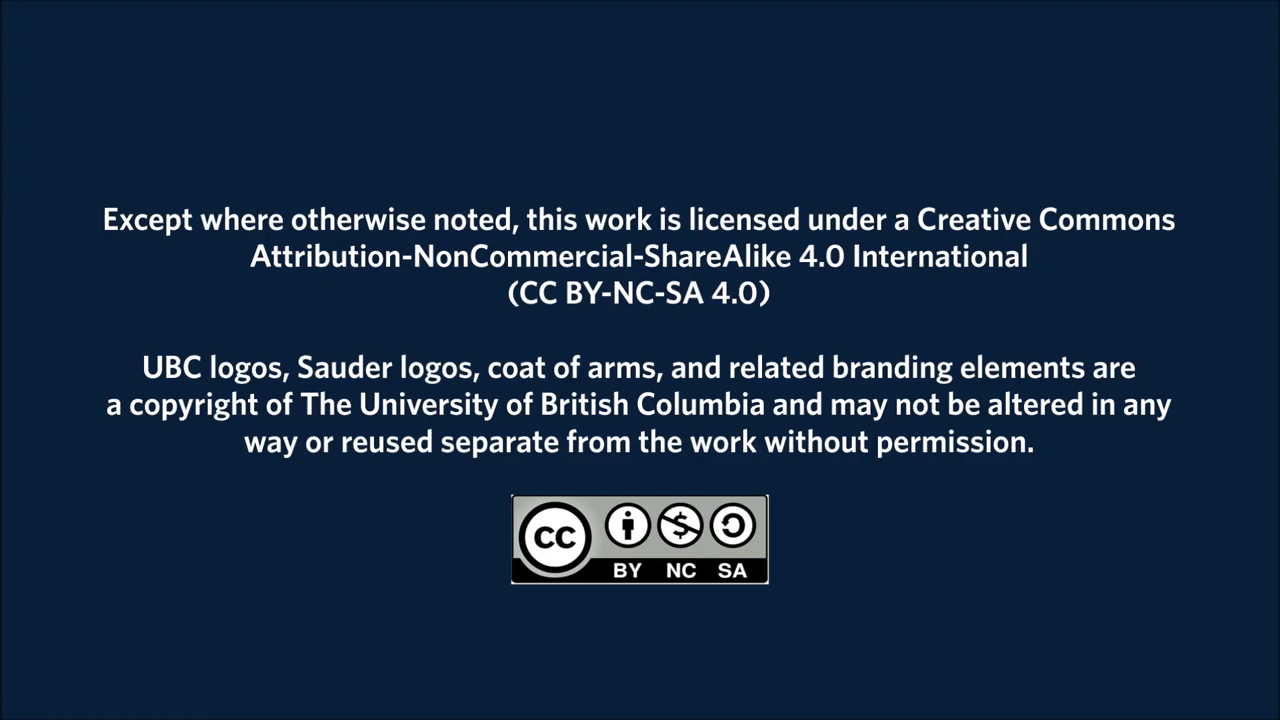 Except where otherwise noted, this work is licensed under a Creative Commons
Attribution-NonCommercial-ShareAlike 4.0 International
(CC BY-NC-SA 4.0)
UBC logos, Sauder logos, coat of arms, and related branding elements are
a copyright of The University of British Columbia and may not be altered in any
way or reused separate from the work without permission.
CC
BY NC SA